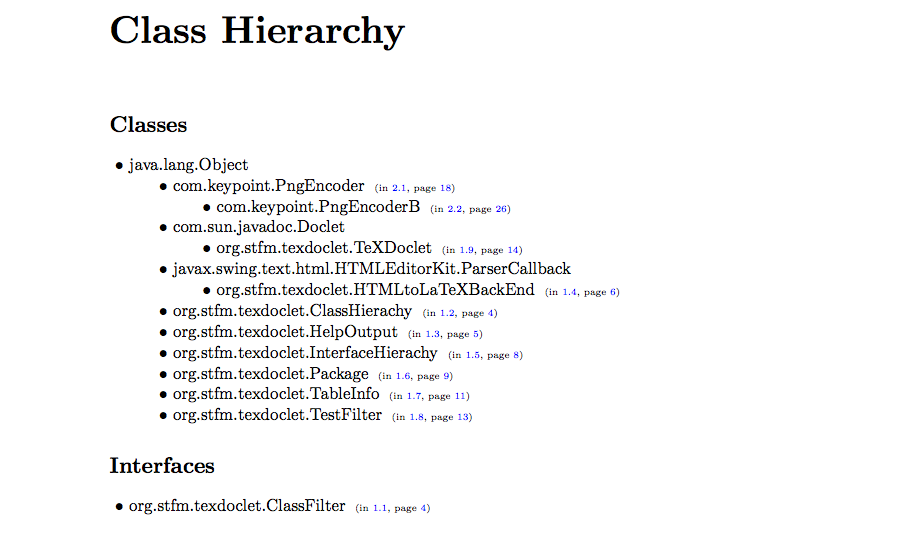 Class Hierarchy
Classes
• java.lang.Object
• com.keypoint.PngEncoder (in 2.1, page 18)
• com.keypoint.PngEncoderB (in 2.2, page 26)
• com.sun.javadoc.Doclet
• org.stfm.texdoclet.TeXDoclet (in 1.9, page 14)
• javax.swing.text.html.HTMLEditorKit.ParserCallback
• org.stfm.texdoclet.HTMLtoLaTeXBackEnd (in 1.4, page 6)
• org.stfm.texdoclet.ClassHierachy (in 1.2, page 4)
• org.stfm.texdoclet.HelpOutput (in 1.3, page 5)
• org.stfm.texdoclet.InterfaceHierachy (in 1.5, page 8)
• org.stfm.texdoclet.Package (in 1.6, page 9)
• org.stfm.texdoclet.TableInfo (in 1.7, page 11)
• org.stfm.texdoclet.TestFilter (in 1.8, page 13)
Interfaces
• org.stfm.texdoclet.ClassFilter (in 1.1, page 4)